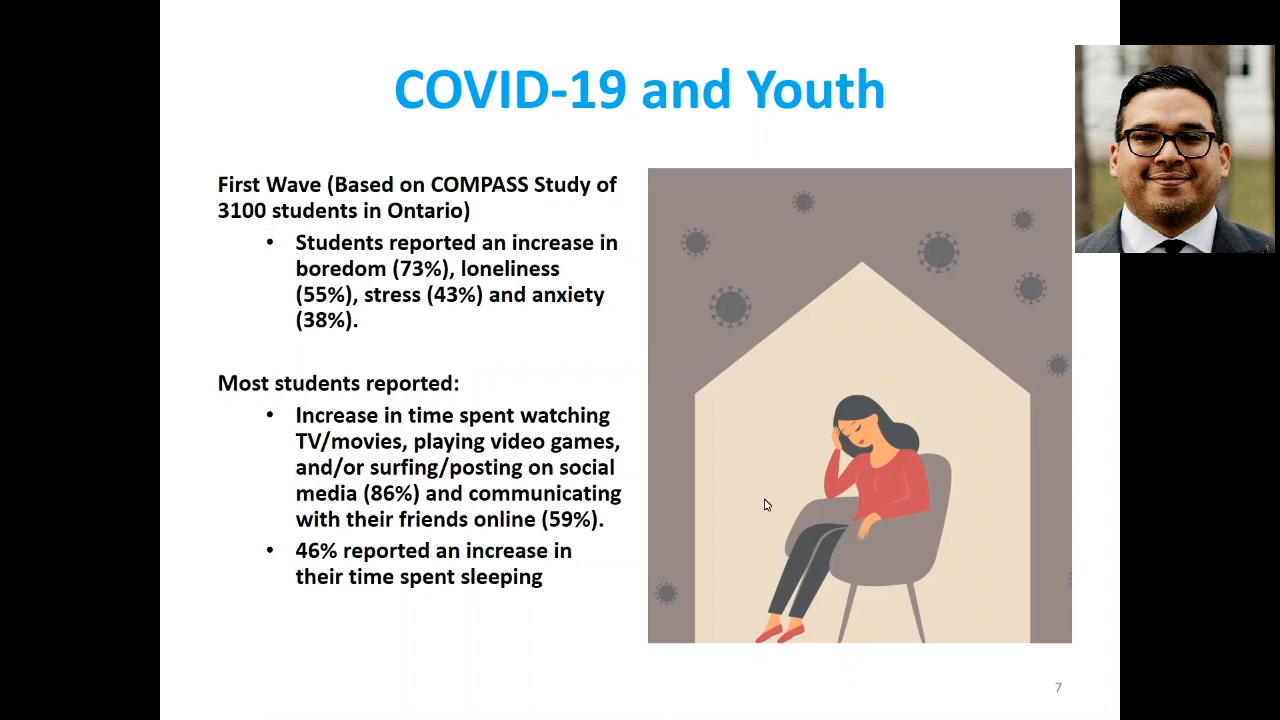 COVID-19 and Youth
First Wave (Based on COMPASS Study of
3100 students in Ontario)
• Students reported an increase in
boredom (73%), loneliness
(55%), stress (43%) and anxiety
(38%).
Most students reported:
• Increase in time spent watching
TV/movies, playing video games,
and/or surfing/posting on social
media (86%) and communicating
with their friends online (59%).
• 46% reported an increase in
their time spent sleeping
7